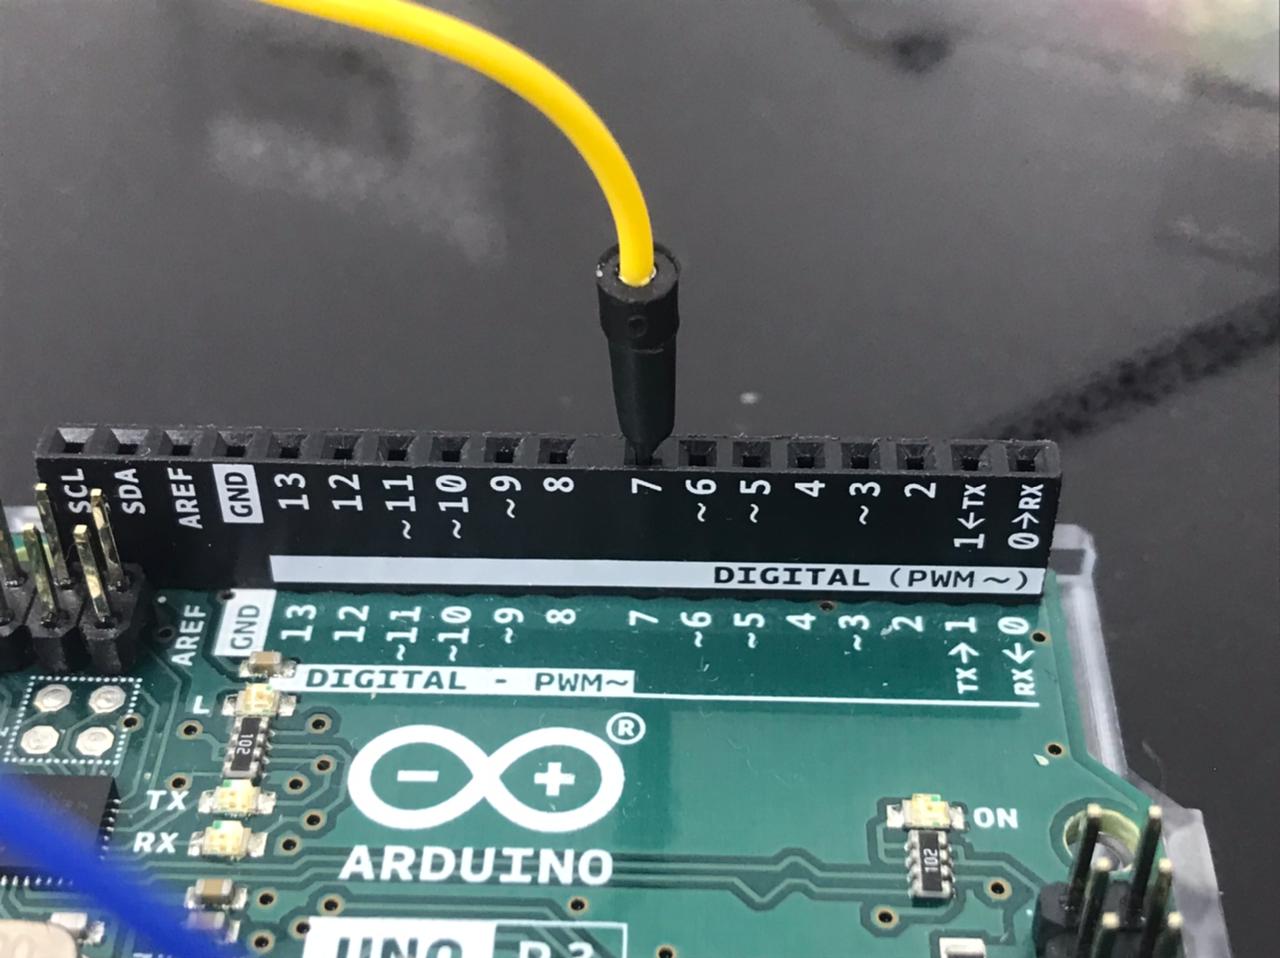 SCL SDA AREF GND 13 12 ~11 ~10 ~9 8 7 ~6 ~5 4 ~3 2 1←TX 0→RX
DIGITAL (PWM~)
AREF GND 13 12 ~11 ~10 ~9 8 7 ~6 ~5 4 ~3 2 TX→1 RX←0
DIGITAL - PWM~
L
®
102
TX
RX
ON
102
ARDUINO
UNO R3